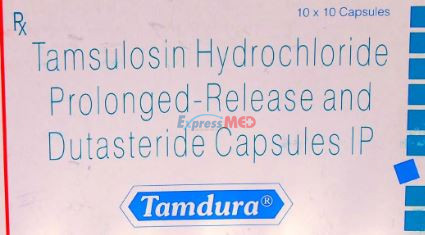 Rx
10 x 10 Capsules
Tamsulosin Hydrochloride
Prolonged-Release and
ExpressMED
Dutasteride Capsules IP
Tamdura®